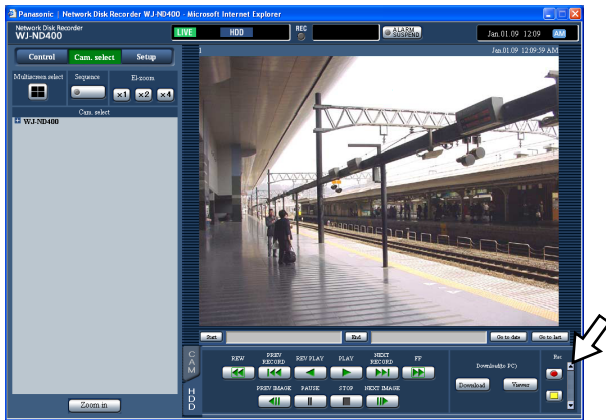 Panasonic | Network Disk Recorder WJ-ND400 - Microsoft Internet Explorer
Network Disk Recorder
WJ-ND400
LIVE HDD REC ALARM SUSPEND Jan.01.09 12:09 AM
Control Cam. select Setup
Multiscreen select Sequence El-zoom
x1 x2 x4
Cam. select
WJ-ND400
1 Jan.01.09 12:09:59 AM
Start End Go to date Go to last
CAM
HDD
REW PREV RECORD REV PLAY PLAY NEXT RECORD FF
PREV IMAGE PAUSE STOP NEXT IMAGE
Download(to PC)
Download Viewer
Rec
Zoom in